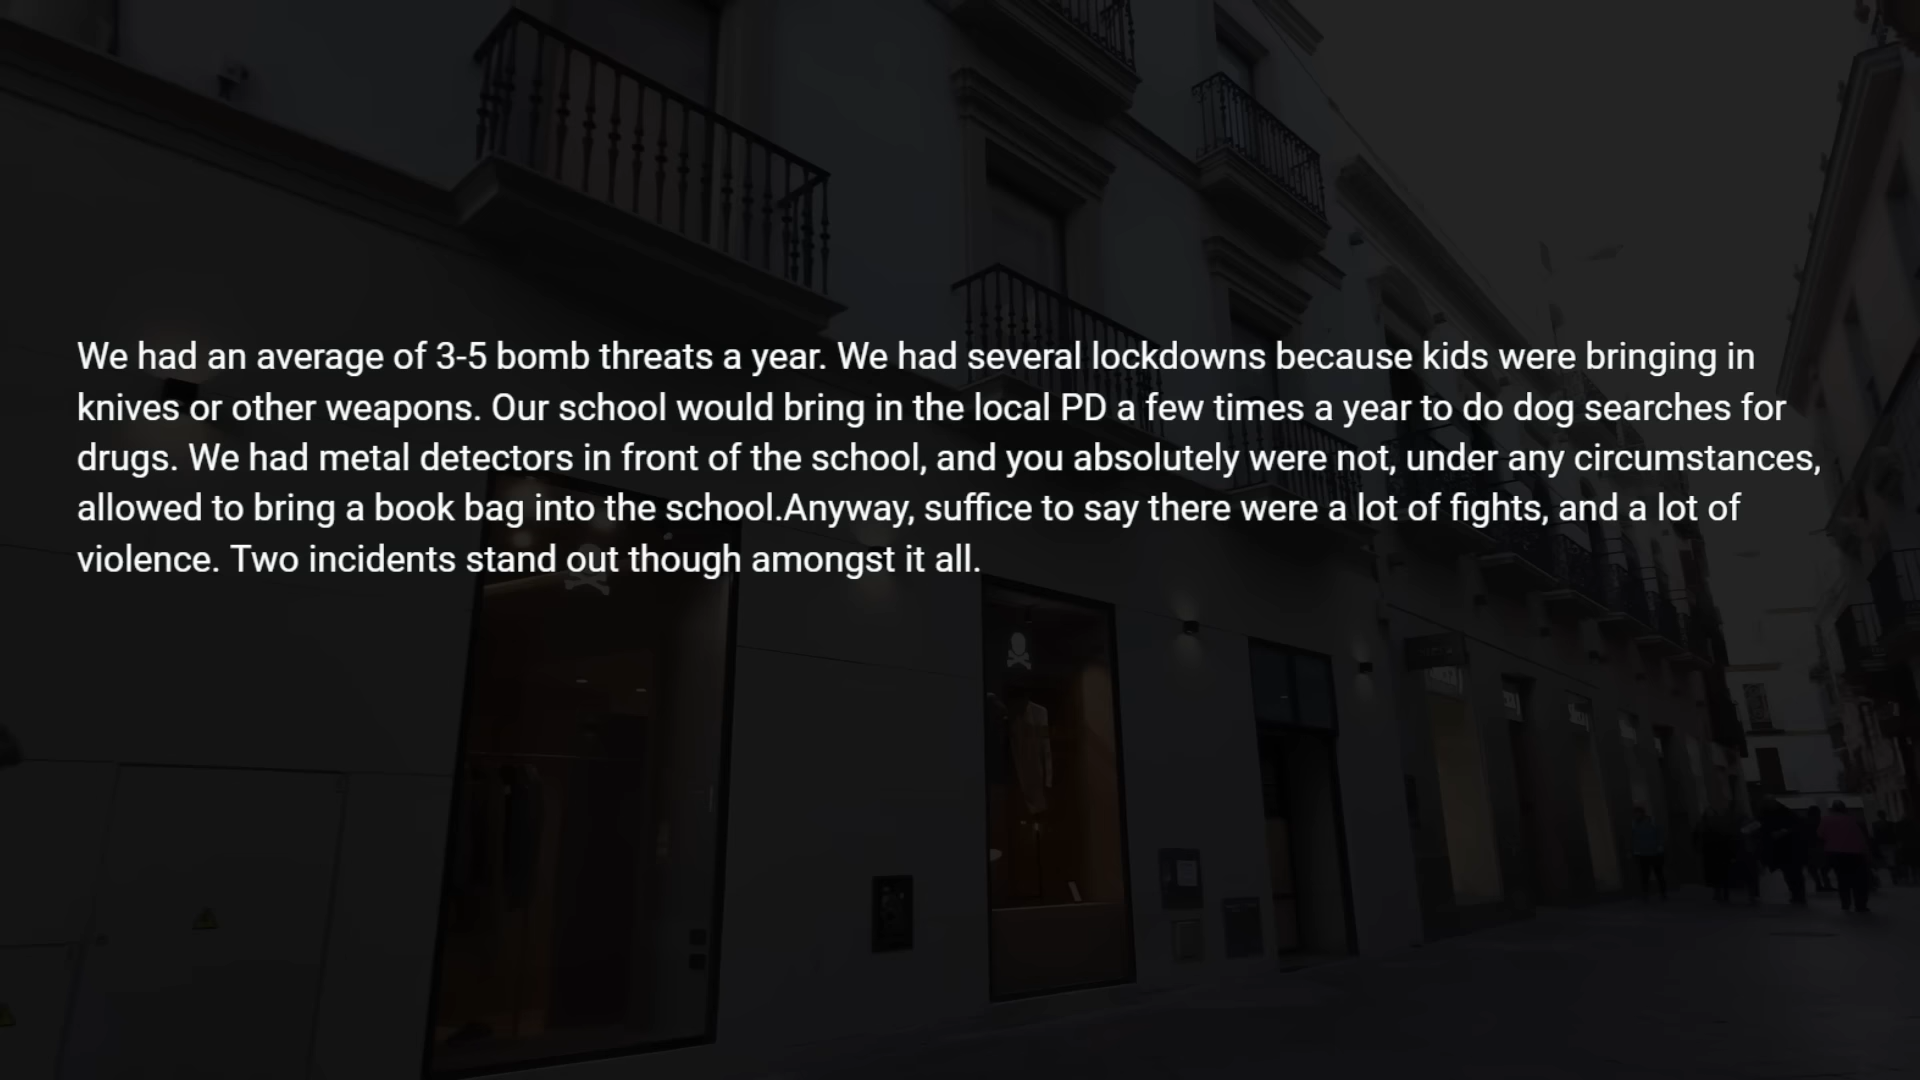 We had an average of 3-5 bomb threats a year. We had several lockdowns because kids were bringing in
knives or other weapons. Our school would bring in the local PD a few times a year to do dog searches for
drugs. We had metal detectors in front of the school, and you absolutely were not, under any circumstances,
allowed to bring a book bag into the school.Anyway, suffice to say there were a lot of fights, and a lot of
violence. Two incidents stand out though amongst it all.